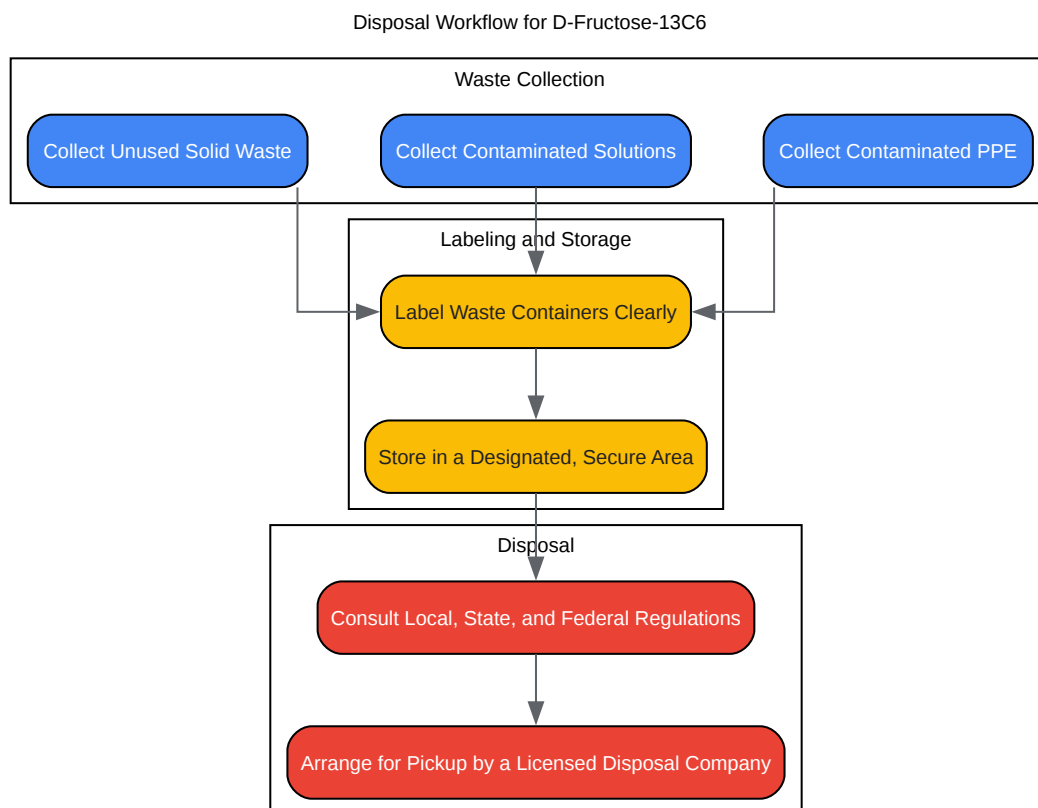 Disposal Workflow for D-Fructose-13C6
Waste Collection
Collect Unused Solid Waste
Collect Contaminated Solutions
Collect Contaminated PPE
Labeling and Storage
Label Waste Containers Clearly
Store in a Designated, Secure Area
Disposal
Consult Local, State, and Federal Regulations
Arrange for Pickup by a Licensed Disposal Company